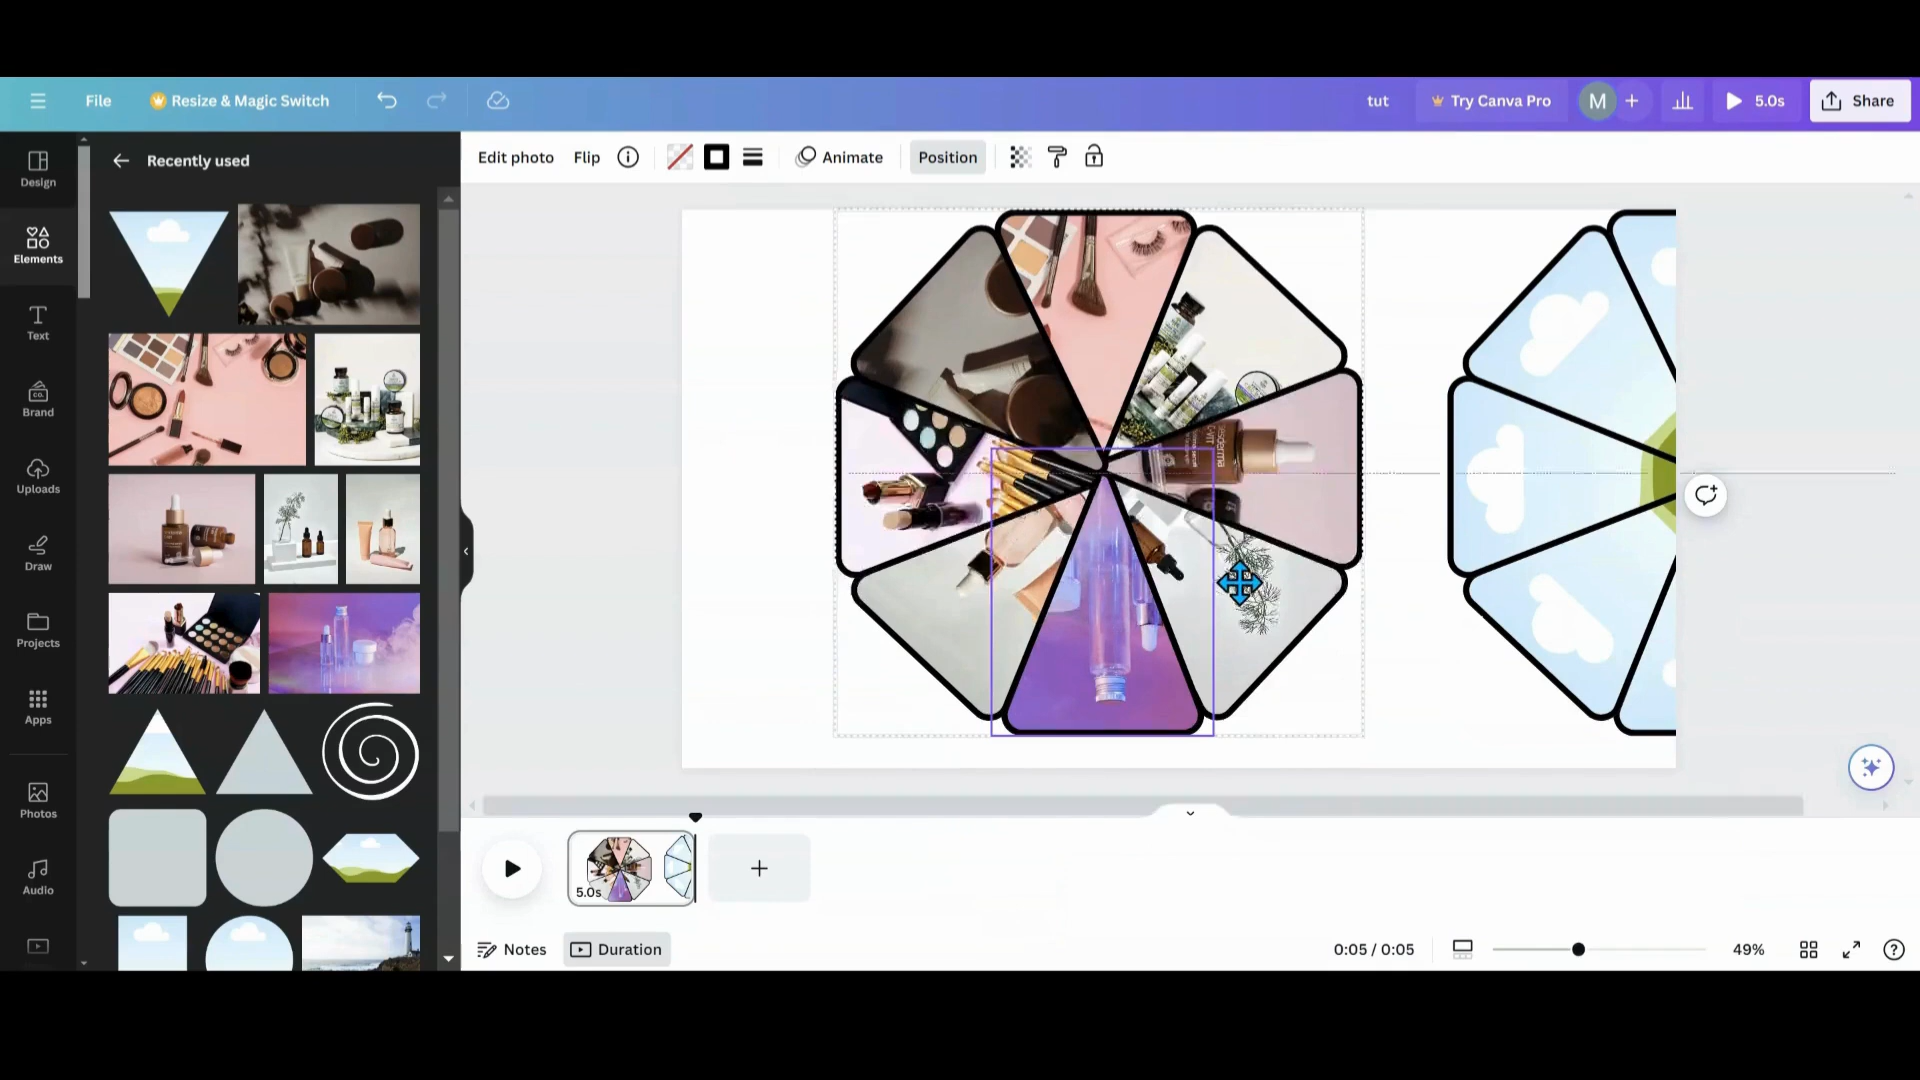 File
Resize & Magic Switch
tut
Try Canva Pro
M
5.0s
Share
Design
Elements
Text
Brand
Uploads
Draw
Projects
Apps
Photos
Audio
Recently used
Edit photo
Flip
Animate
Position
5.0s
Notes
Duration
0:05 / 0:05
49%